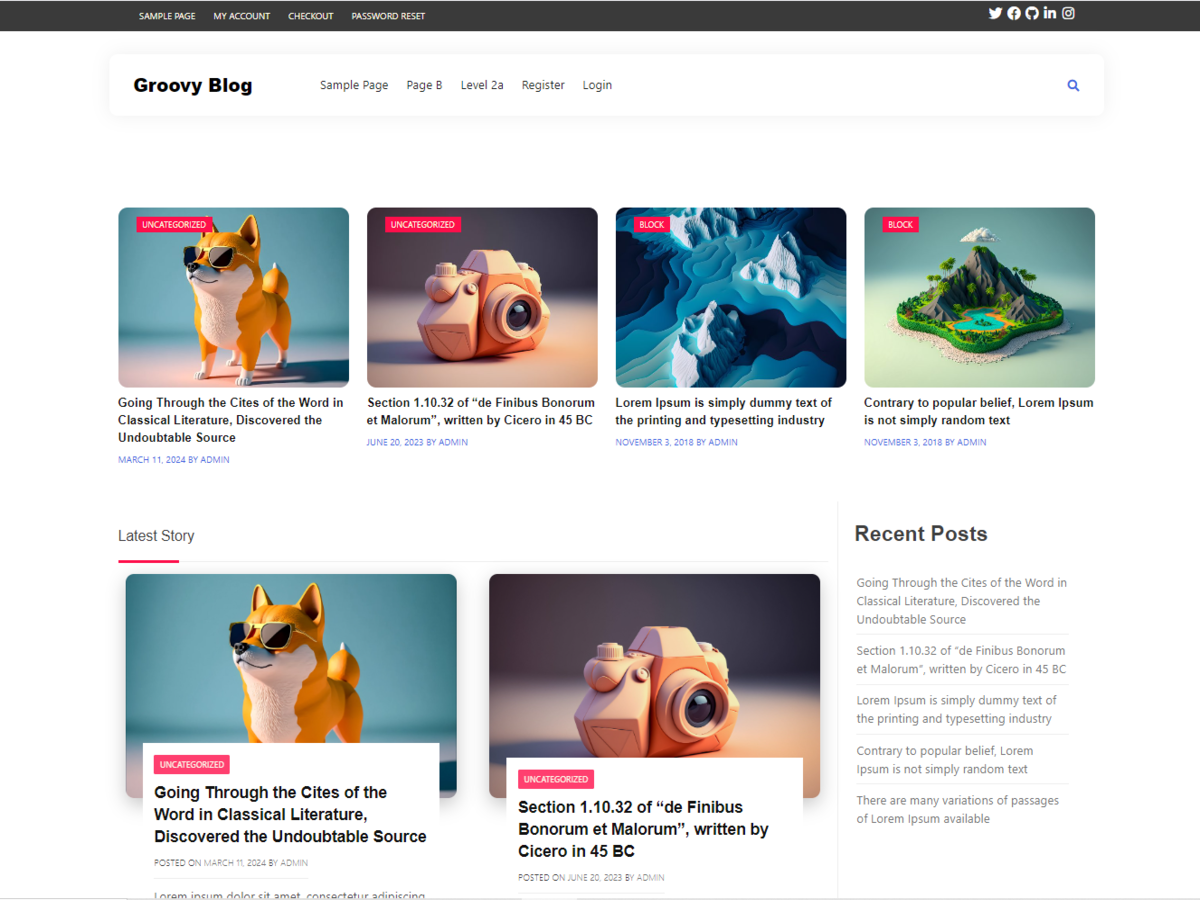 SAMPLE PAGE MY ACCOUNT CHECKOUT PASSWORD RESET
Groovy Blog
Sample Page Page B Level 2a Register Login
UNCATEGORIZED
Going Through the Cites of the Word in
Classical Literature, Discovered the
Undoubtable Source
MARCH 11, 2024 BY ADMIN
UNCATEGORIZED
Section 1.10.32 of “de Finibus Bonorum
et Malorum”, written by Cicero in 45 BC
JUNE 20, 2023 BY ADMIN
BLOCK
Lorem Ipsum is simply dummy text of
the printing and typesetting industry
NOVEMBER 3, 2018 BY ADMIN
BLOCK
Contrary to popular belief, Lorem Ipsum
is not simply random text
NOVEMBER 3, 2018 BY ADMIN
Latest Story
UNCATEGORIZED
Going Through the Cites of the
Word in Classical Literature,
Discovered the Undoubtable Source
POSTED ON MARCH 11, 2024 BY ADMIN
Lorem ipsum dolor sit amet, consectetur adipiscing
UNCATEGORIZED
Section 1.10.32 of “de Finibus
Bonorum et Malorum”, written by
Cicero in 45 BC
POSTED ON JUNE 20, 2023 BY ADMIN
Recent Posts
Going Through the Cites of the Word in
Classical Literature, Discovered the
Undoubtable Source
Section 1.10.32 of “de Finibus Bonorum
et Malorum”, written by Cicero in 45 BC
Lorem Ipsum is simply dummy text of
the printing and typesetting industry
Contrary to popular belief, Lorem
Ipsum is not simply random text
There are many variations of passages
of Lorem Ipsum available